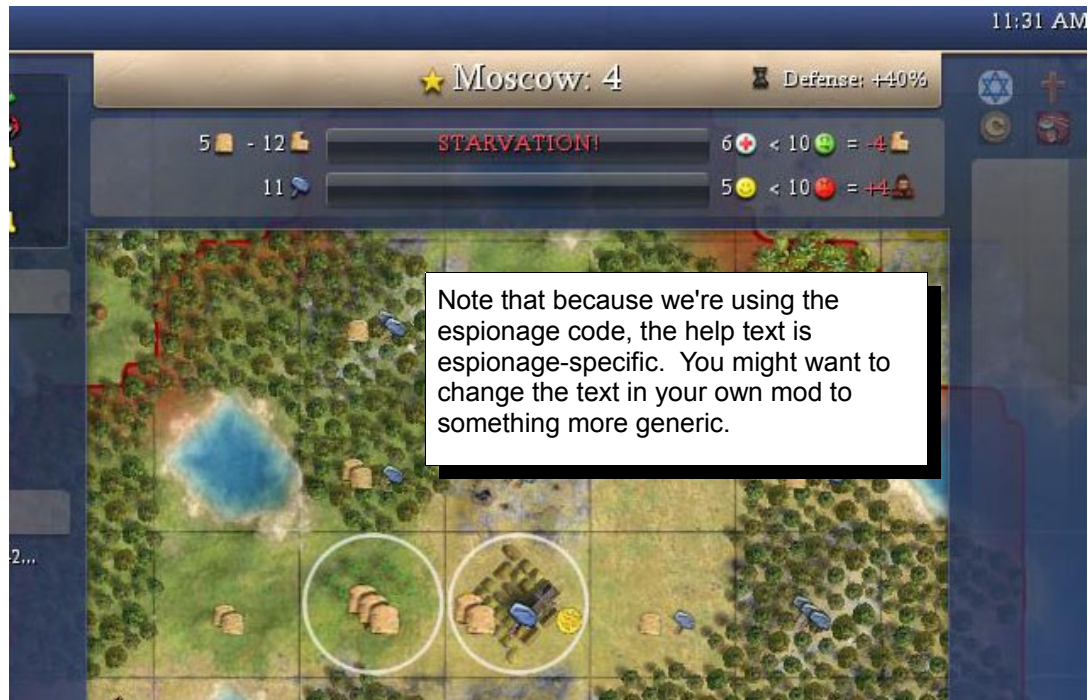 11:31 AM
Moscow: 4
Defense: +40%
5 - 12
STARVATION!
6 < 10 = -4
11
5 < 10 = +4
Note that because we're using the
espionage code, the help text is
espionage-specific. You might want to
change the text in your own mod to
something more generic.